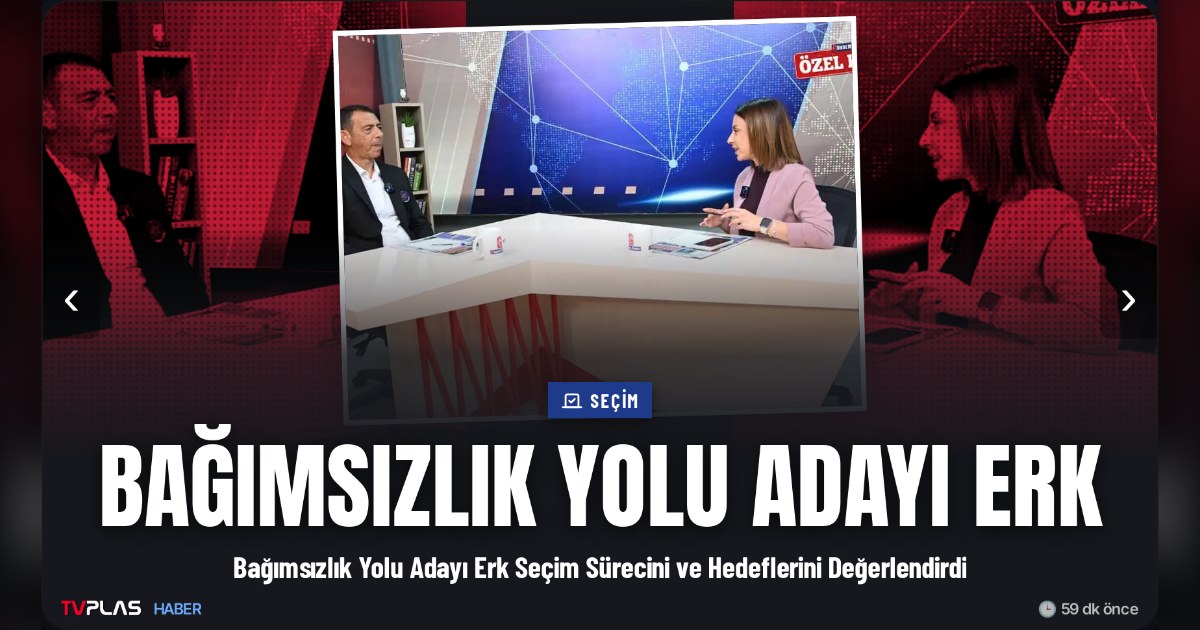 ÖZEL
‹
›
SEÇİM
BAĞIMSIZLIK YOLU ADAYI ERK
Bağımsızlık Yolu Adayı Erk Seçim Sürecini ve Hedeflerini Değerlendirdi
TVPLAS HABER
59 dk önce